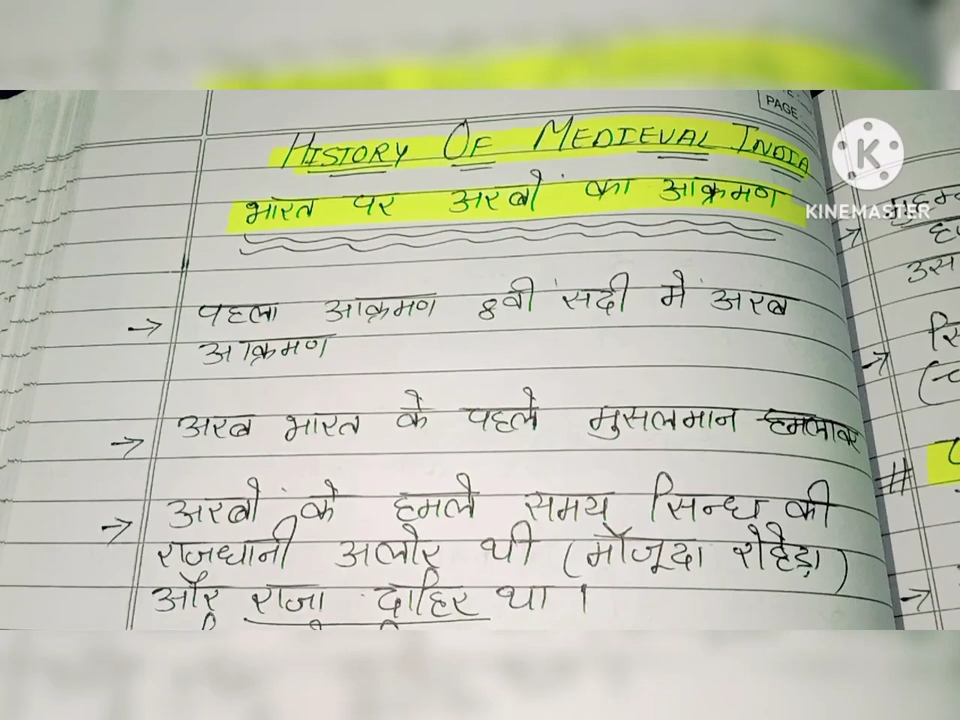 PAGE
HISTORY OF MEDIEVAL INDIA
भारत पर अरबों का आक्रमण
KINEMASTER
→ पहला आक्रमण 8वीं सदी में अरब
आक्रमण
→ अरब भारत के पहले मुसलमान हमलावर
→ अरबों के हमले समय सिन्ध की
राजधानी अलोर थी (मौजूदा रोहेड़ा)
और राजा दाहिर था।
उस
#